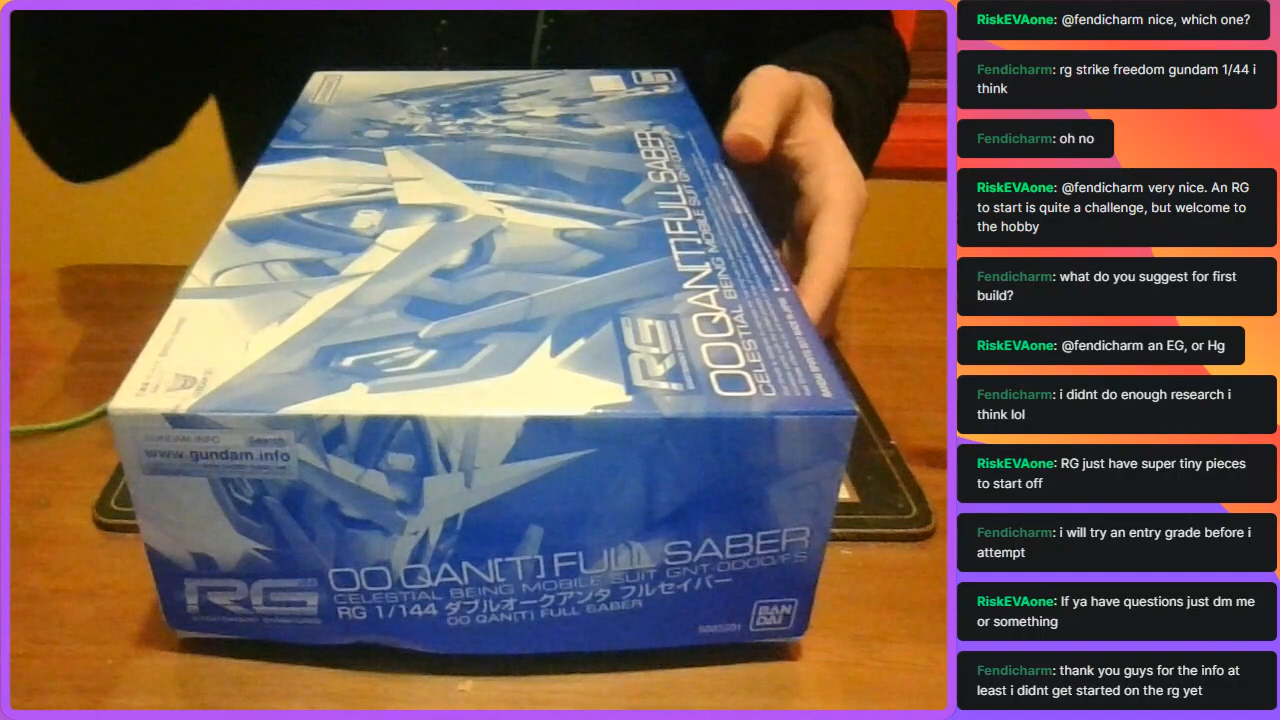 RG
00 QAN[T] FULL SABER
CELESTIAL BEING MOBILE SUIT GNT-0000/FS
GUNDAM.INFO Search
www.gundam.info
RG
00 QAN[T] FULL SABER
CELESTIAL BEING MOBILE SUIT GNT-0000/FS
RG 1/144 ダブルオークアンタ フルセイバー
00 QAN[T] FULL SABER
BAN
DAI
RiskEVAone: @fendicharm nice, which one?
Fendicharm: rg strike freedom gundam 1/44 i
think
Fendicharm: oh no
RiskEVAone: @fendicharm very nice. An RG
to start is quite a challenge, but welcome to
the hobby
Fendicharm: what do you suggest for first
build?
RiskEVAone: @fendicharm an EG, or Hg
Fendicharm: i didnt do enough research i
think lol
RiskEVAone: RG just have super tiny pieces
to start off
Fendicharm: i will try an entry grade before i
attempt
RiskEVAone: If ya have questions just dm me
or something
Fendicharm: thank you guys for the info at
least i didnt get started on the rg yet